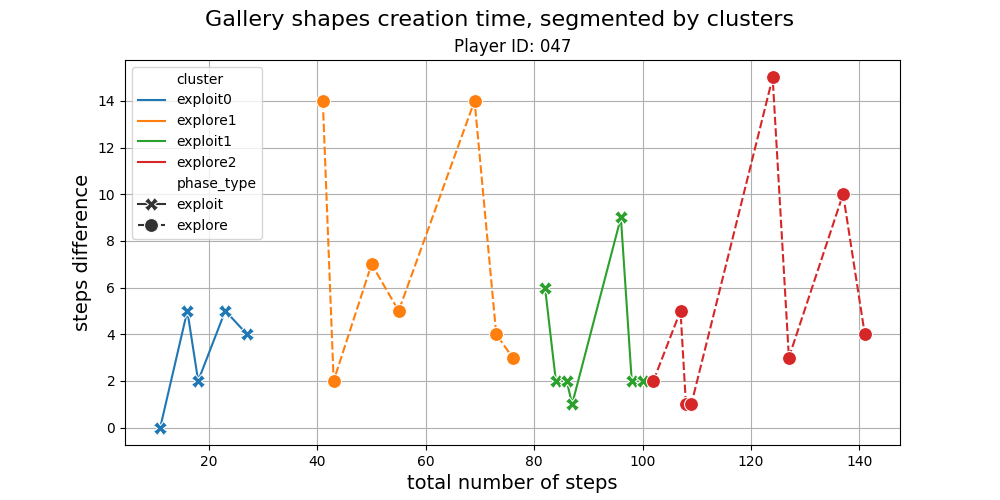 Gallery shapes creation time, segmented by clusters
Player ID: 047
cluster
exploit0
explore1
exploit1
explore2
phase_type
exploit
explore
steps difference
14
12
10
8
6
4
2
0
20 40 60 80 100 120 140
total number of steps